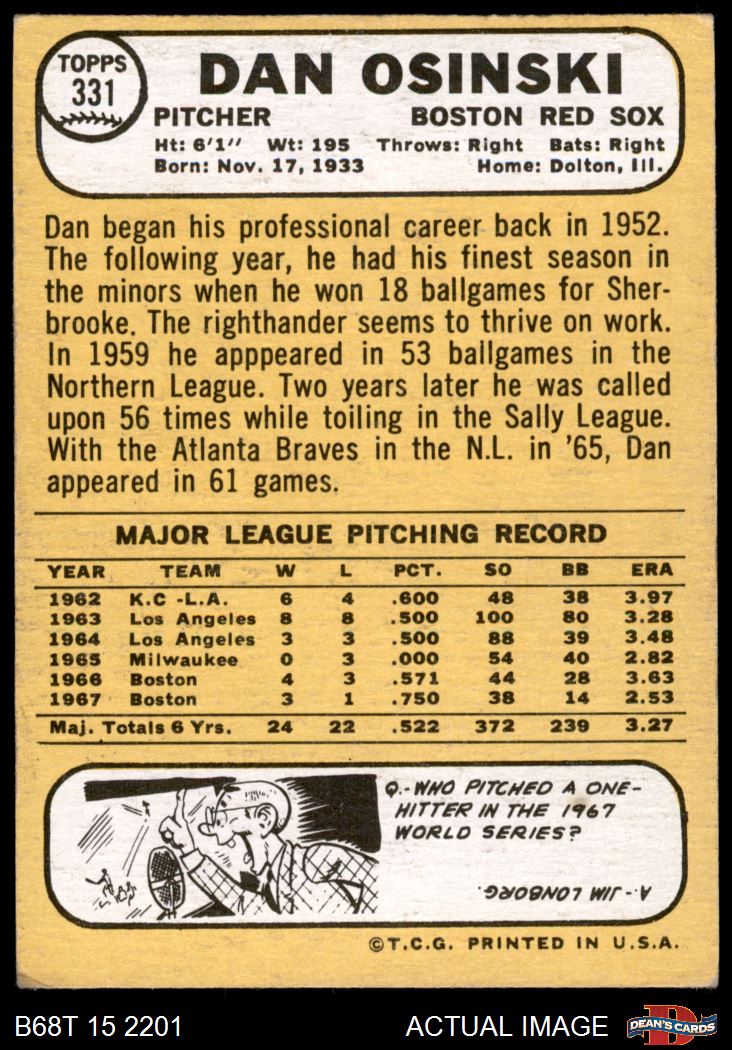 TOPPS
331
DAN OSINSKI
PITCHER BOSTON RED SOX
Ht: 6'1" Wt: 195 Throws: Right Bats: Right
Born: Nov. 17, 1933 Home: Dolton, Ill.
Dan began his professional career back in 1952.
The following year, he had his finest season in
the minors when he won 18 ballgames for Sher-
brooke. The righthander seems to thrive on work.
In 1959 he apppeared in 53 ballgames in the
Northern League. Two years later he was called
upon 56 times while toiling in the Sally League.
With the Atlanta Braves in the N.L. in '65, Dan
appeared in 61 games.
MAJOR LEAGUE PITCHING RECORD
YEAR TEAM W L PCT. SO BB ERA
1962 K.C -L.A. 6 4 .600 48 38 3.97
1963 Los Angeles 8 8 .500 100 80 3.28
1964 Los Angeles 3 3 .500 88 39 3.48
1965 Milwaukee 0 3 .000 54 40 2.82
1966 Boston 4 3 .571 44 28 3.63
1967 Boston 3 1 .750 38 14 2.53
Maj. Totals 6 Yrs. 24 22 .522 372 239 3.27
Q.-WHO PITCHED A ONE-
HITTER IN THE 1967
WORLD SERIES?
A.- JIM LONBORG.
©T.C.G. PRINTED IN U.S.A.
B68T 15 2201 ACTUAL IMAGE DEAN'S CARDS